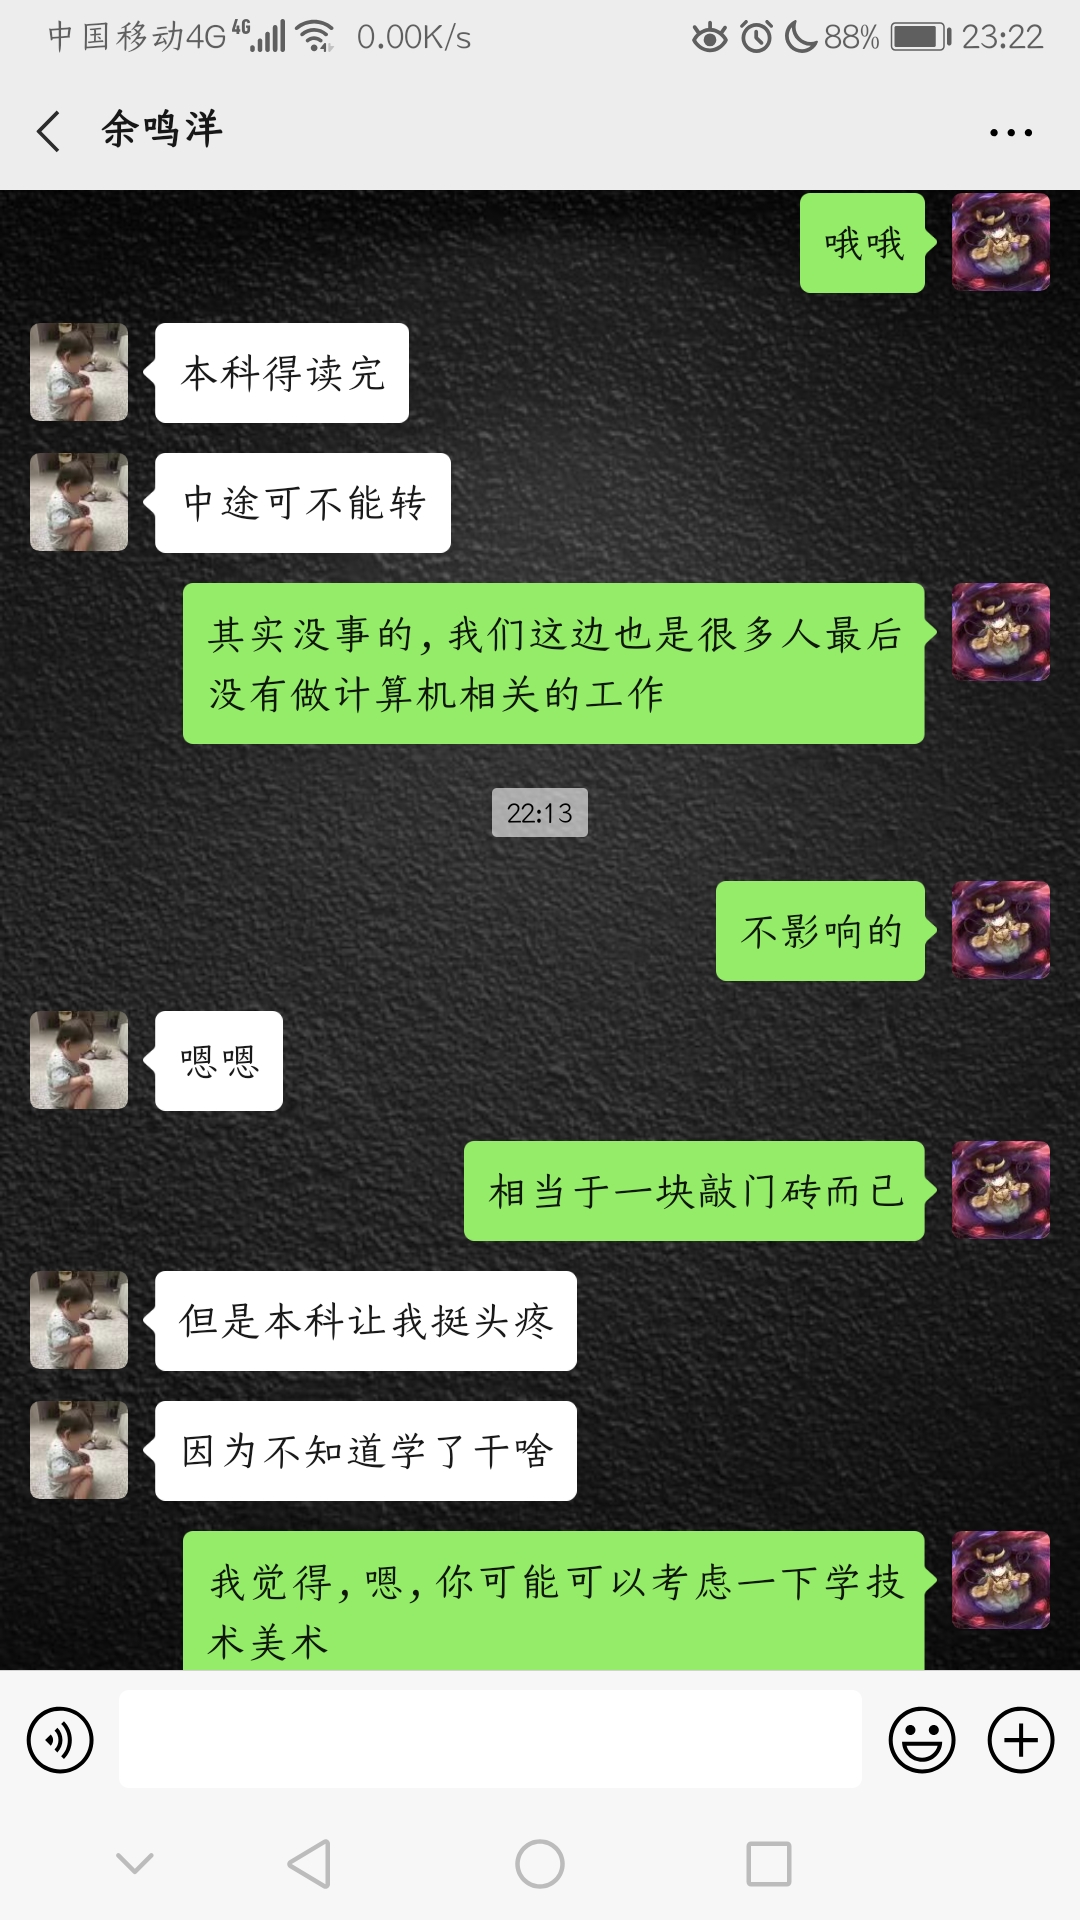 中国移动4G 4G 0.00K/s 88% 23:22
余鸣洋
哦哦
本科得读完
中途可不能转
其实没事的,我们这边也是很多人最后
没有做计算机相关的工作
22:13
不影响的
嗯嗯
相当于一块敲门砖而已
但是本科让我挺头疼
因为不知道学了干啥
我觉得,嗯,你可能可以考虑一下学技
术美术